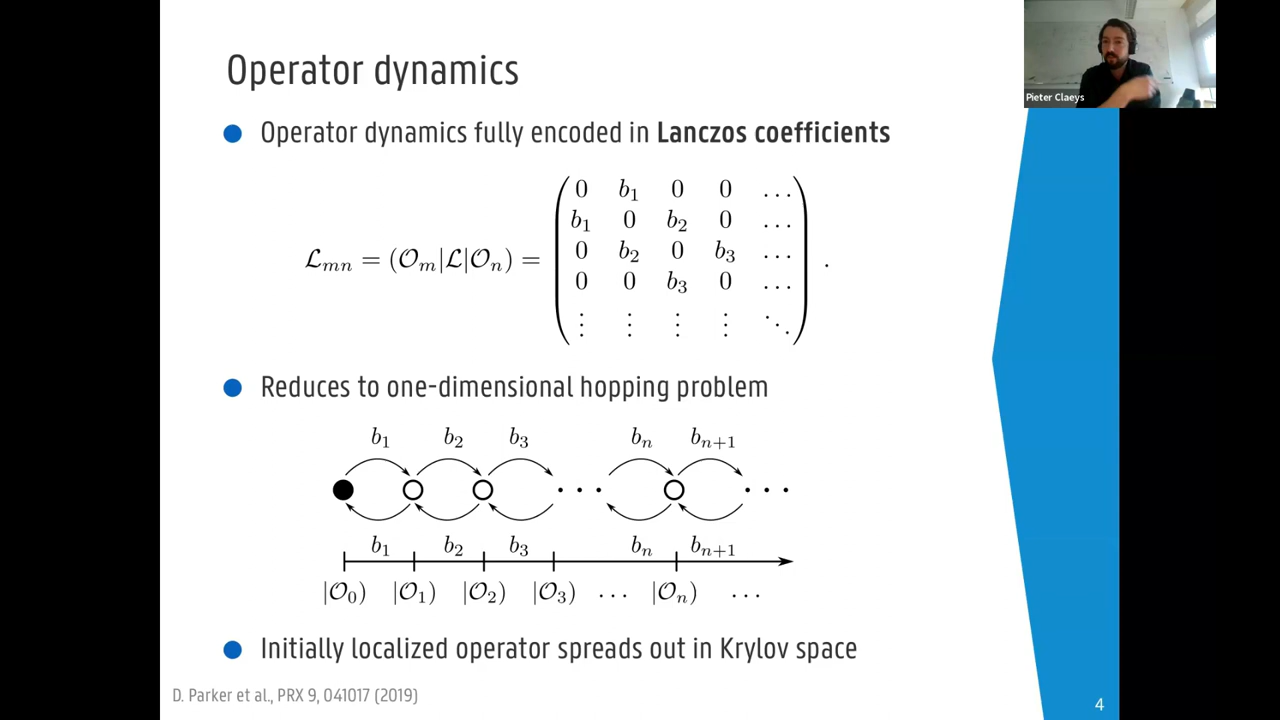 Operator dynamics
Pieter Claeys
Operator dynamics fully encoded in Lanczos coefficients
0 b₁ 0 0 ...
b₁ 0 b₂ 0 ...
ℒₘₙ = (𝒪ₘ|ℒ|𝒪ₙ) = 0 b₂ 0 b₃ ... .
0 0 b₃ 0 ...
⋮ ⋮ ⋮ ⋮ ⋱
Reduces to one-dimensional hopping problem
b₁ b₂ b₃ bₙ bₙ₊₁
... ...
b₁ b₂ b₃ bₙ bₙ₊₁
|𝒪₀) |𝒪₁) |𝒪₂) |𝒪₃) ... |𝒪ₙ) ...
Initially localized operator spreads out in Krylov space
D. Parker et al., PRX 9, 041017 (2019)
4